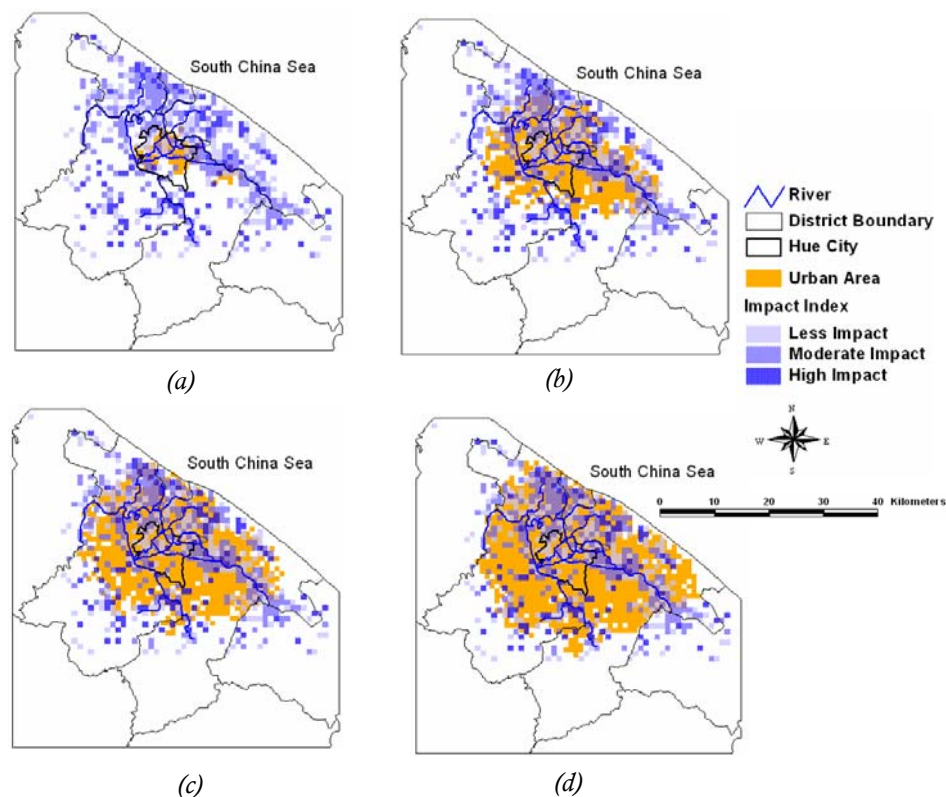 South China Sea
(a)
South China Sea
(b)
River
District Boundary
Hue City
Urban Area
Impact Index
Less Impact
Moderate Impact
High Impact
N
W E
S
0 10 20 30 40 Kilometers
South China Sea
(c)
South China Sea
(d)